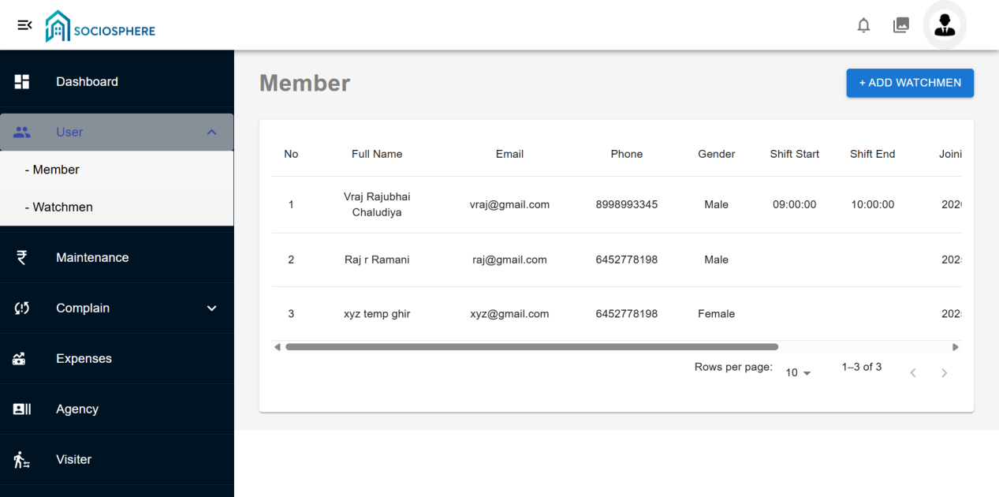 SOCIOSPHERE
Dashboard
User
- Member
- Watchmen
Maintenance
Complain
Expenses
Agency
Visiter
Member
+ ADD WATCHMEN
No Full Name Email Phone Gender Shift Start Shift End Joini
1 Vraj Rajubhai Chaludiya vraj@gmail.com 8998993345 Male 09:00:00 10:00:00
2 Raj r Ramani raj@gmail.com 6452778198 Male 202
3 xyz temp ghir xyz@gmail.com 6452778198 Female 202
Rows per page: 10 1–3 of 3